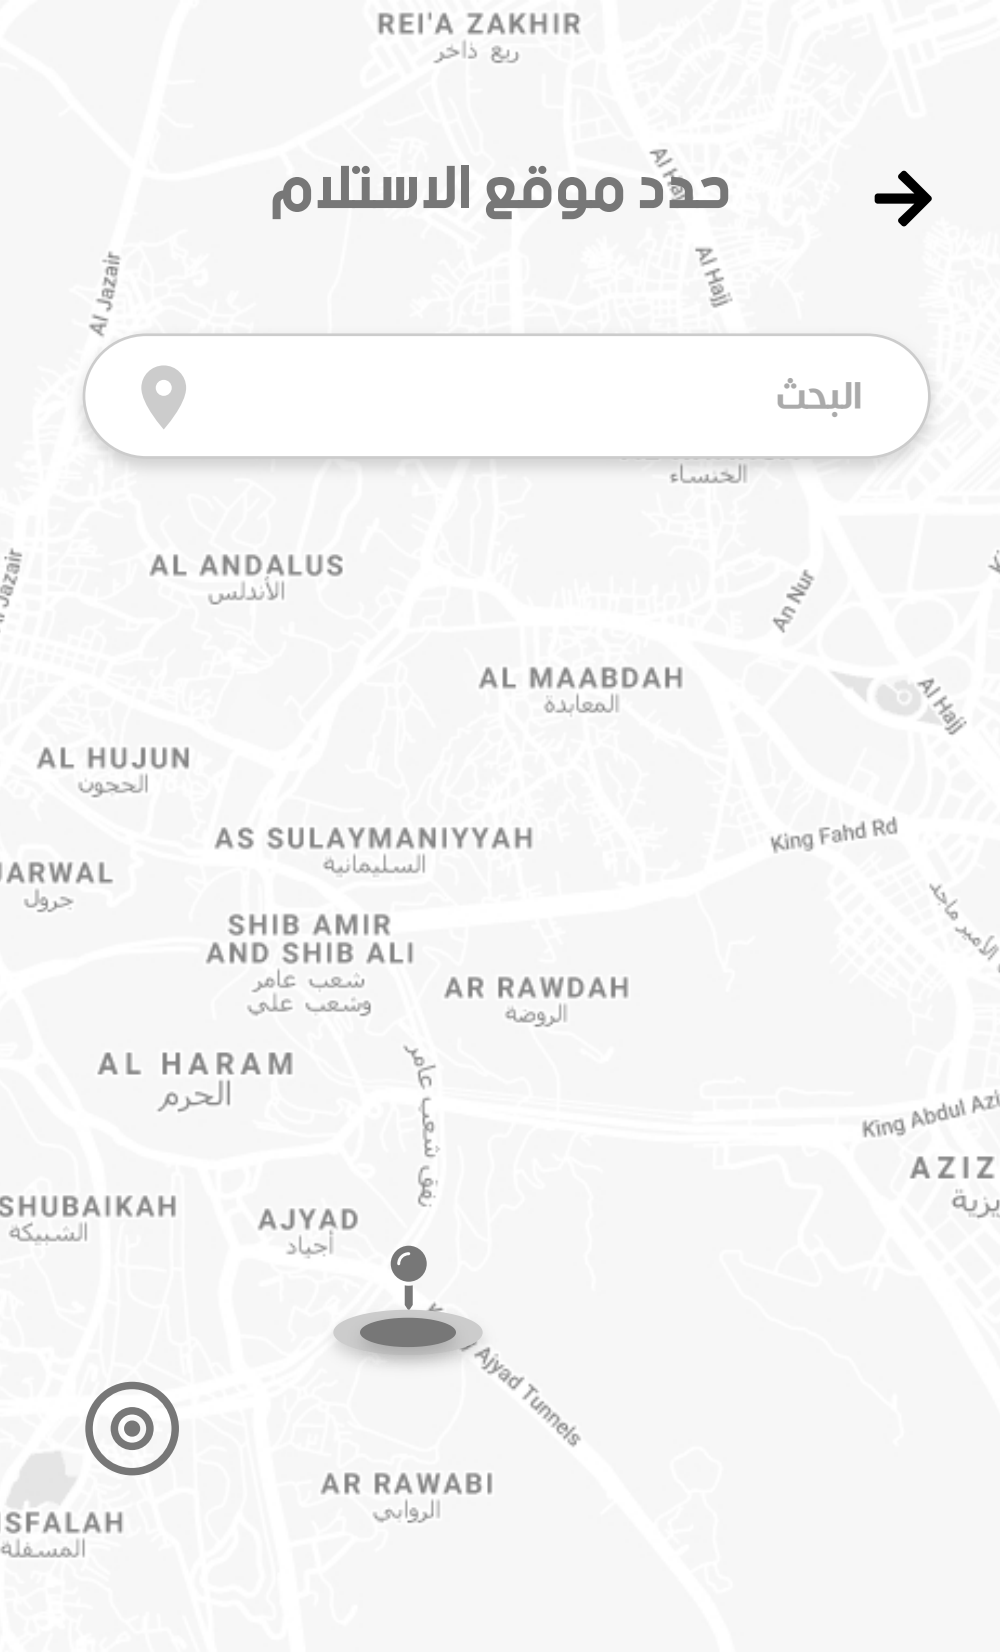 REI'A ZAKHIR
ريع ذاخر
Al Hajj
حدد موقع الاستلام
Al Hajj
Al Jazair
البحث
الخنساء
AL ANDALUS
الأندلس
Al Jazair
An Nur
AL MAABDAH
المعابدة
Al Hajj
AL HUJUN
الحجون
AS SULAYMANIYYAH
السليمانية
King Fahd Rd
JARWAL
جرول
الأمير ماجد
SHIB AMIR
AND SHIB ALI
شعب عامر
وشعب علي
AR RAWDAH
الروضة
AL HARAM
الحرم
نفق شعب عامر
King Abdul Azi
AZIZ
يزية
SHUBAIKAH
الشبيكة
AJYAD
أجياد
Ajyad Tunnels
AR RAWABI
الروابي
SFALAH
المسفلة